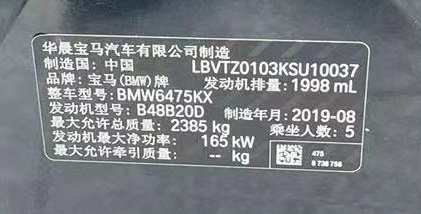 华晨宝马汽车有限公司制造
制造国：中国 LBVTZ0103KSU10037
品牌：宝马(BMW)牌 发动机排量：1998 mL
整车型号：BMW6475KX
发动机型号：B48B20D 制造年月：2019-08
最大允许总质量：2385 kg 乘坐人数：5
发动机最大净功率：165 kW
最大允许牵引质量：-- kg
475
8 738 758